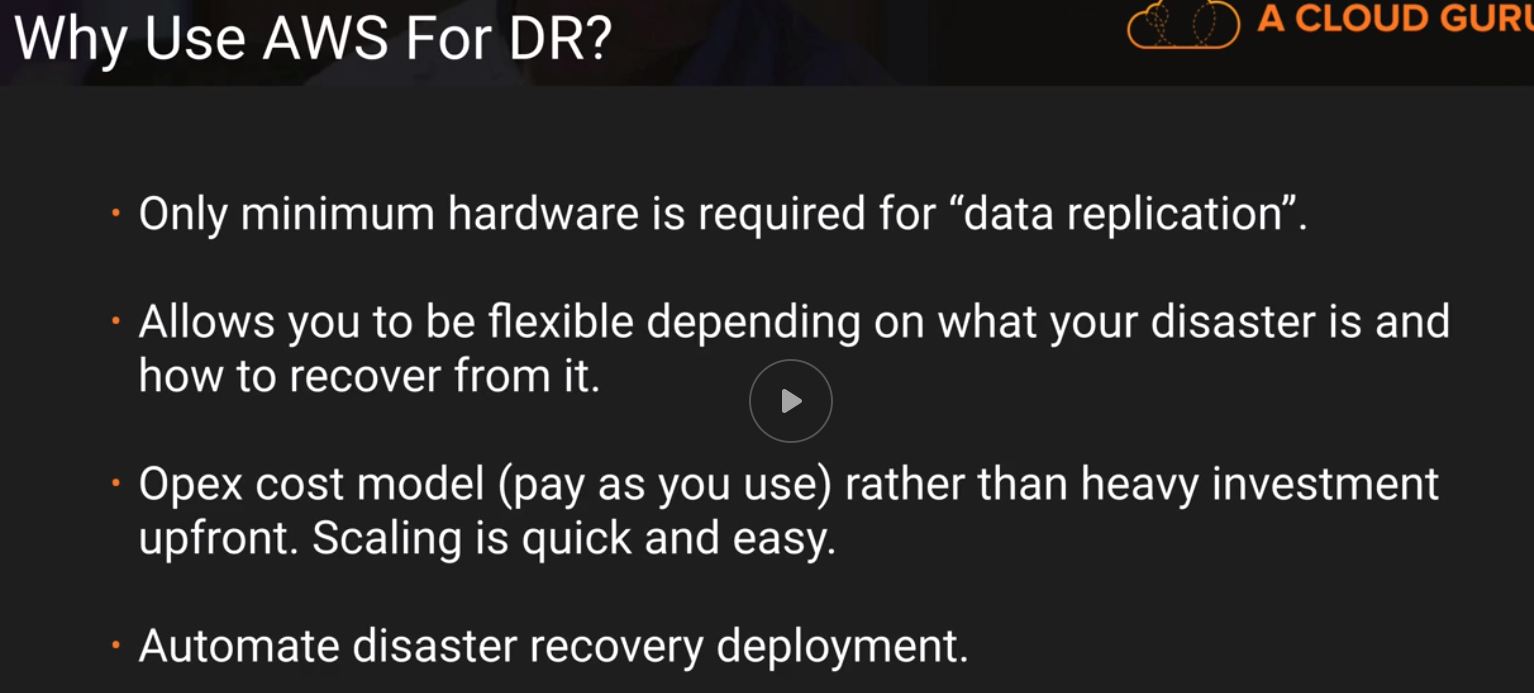 Why Use AWS For DR?
A CLOUD GURU
• Only minimum hardware is required for “data replication”.
• Allows you to be flexible depending on what your disaster is and
how to recover from it.
• Opex cost model (pay as you use) rather than heavy investment
upfront. Scaling is quick and easy.
• Automate disaster recovery deployment.